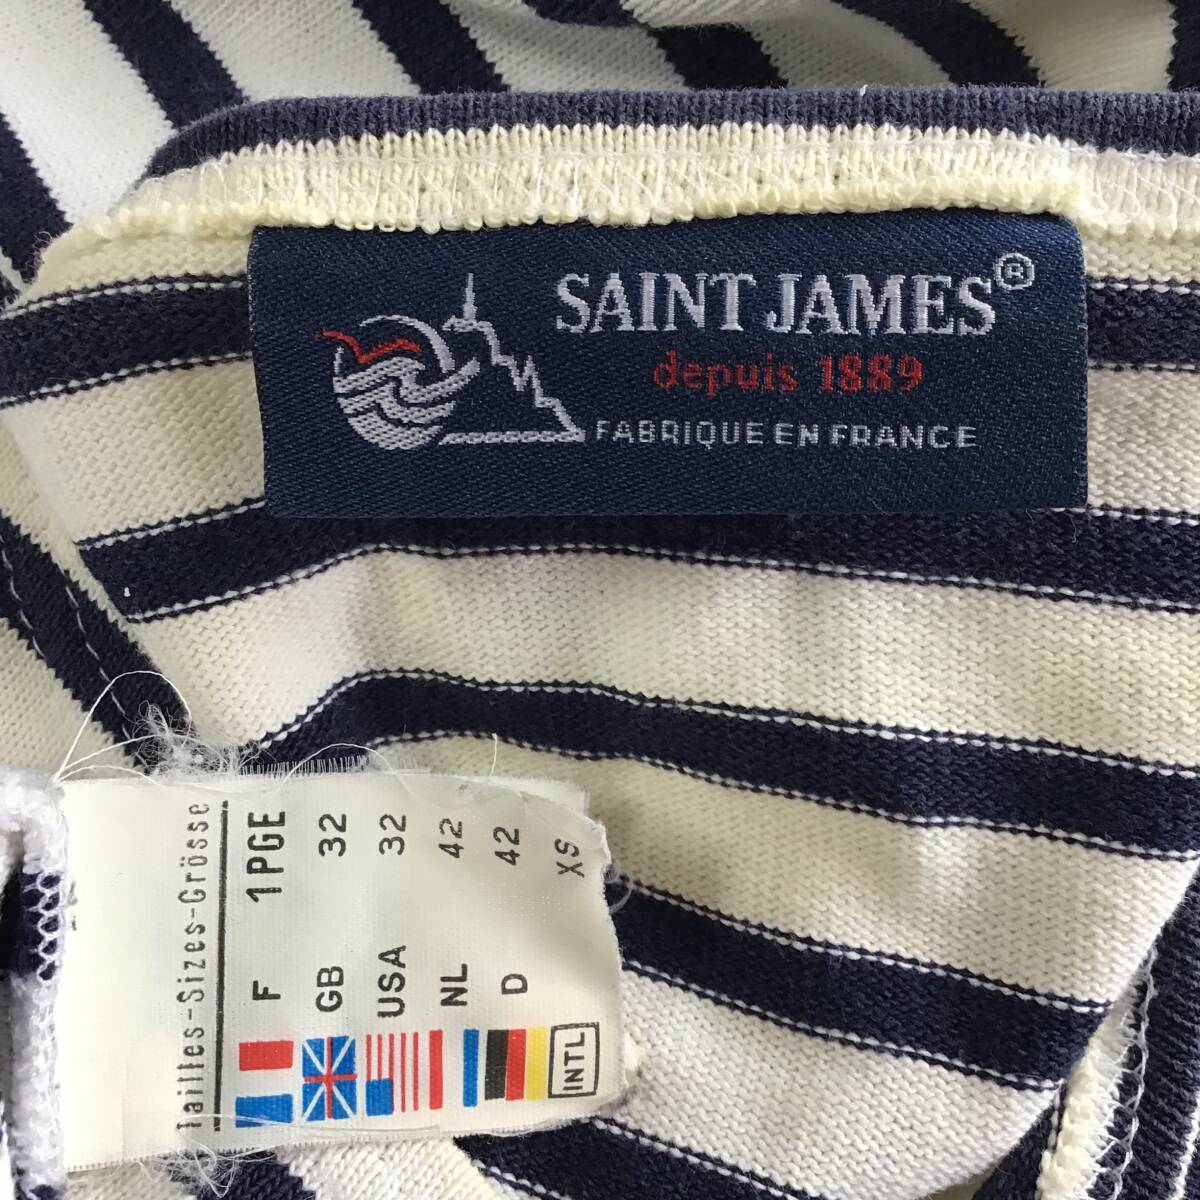 SAINT JAMES®
depuis 1889
FABRIQUE EN FRANCE
Tailles-Sizes-Grösse
F 1PGE
GB 32
USA 32
NL 42
D 42
INTL XS